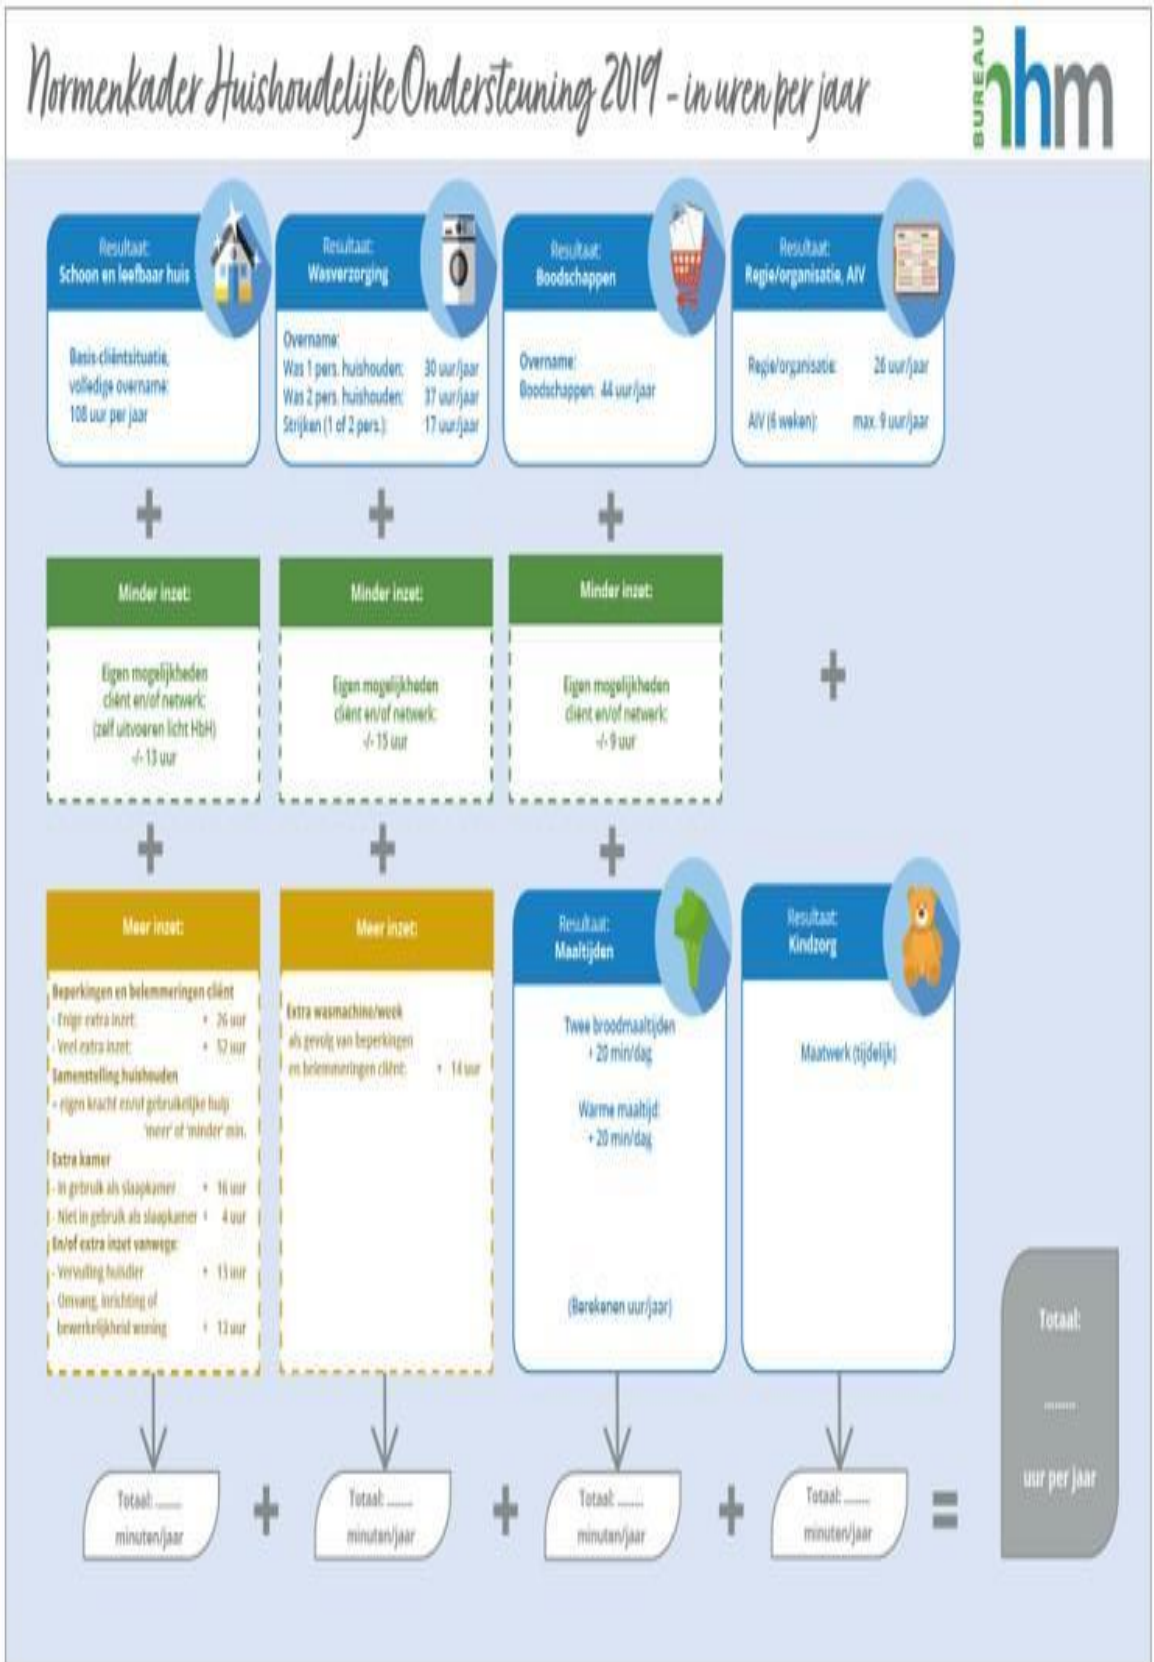 Normenkader Huishoudelijke Ondersteuning 2019 - in uren per jaar
BUREAU
nhm
Resultaat:
Schoon en leefbaar huis
Basis-cliëntsituatie,
volledige overname:
108 uur per jaar
Resultaat:
Wasverzorging
Overname:
Was 1 pers. huishouden: 30 uur/jaar
Was 2 pers. huishouden: 37 uur/jaar
Strijken (1 of 2 pers.): 17 uur/jaar
Resultaat:
Boodschappen
Overname:
Boodschappen: 44 uur/jaar
Resultaat:
Regie/organisatie, AIV
Regie/organisatie: 26 uur/jaar
AIV (6 weken): max. 9 uur/jaar
+
+
+
Minder inzet:
Eigen mogelijkheden
cliënt en/of netwerk:
(zelf uitvoeren licht HbH)
-/- 13 uur
Minder inzet:
Eigen mogelijkheden
cliënt en/of netwerk:
-/- 15 uur
Minder inzet:
Eigen mogelijkheden
cliënt en/of netwerk:
-/- 9 uur
+
+
+
+
Meer inzet:
Beperkingen en belemmeringen cliënt
- Enige extra inzet: + 26 uur
- Veel extra inzet: + 52 uur
Samenstelling huishouden
= eigen kracht en/of gebruikelijke hulp
'meer' of 'minder' min.
Extra kamer
- In gebruik als slaapkamer + 16 uur
- Niet in gebruik als slaapkamer + 4 uur
En/of extra inzet vanwege:
- Vervuiling huisdier + 13 uur
- Omvang, inrichting of
bewerkelijkheid woning + 13 uur
Meer inzet:
Extra wasmachine/week
als gevolg van beperkingen
en belemmeringen cliënt: + 14 uur
Resultaat:
Maaltijden
Twee broodmaaltijden
+ 20 min/dag
Warme maaltijd:
+ 20 min/dag
(Berekenen uur/jaar)
Resultaat:
Kindzorg
Maatwerk (tijdelijk)
Totaal: ........
minuten/jaar
+
Totaal: ........
minuten/jaar
+
Totaal: ........
minuten/jaar
+
Totaal: ........
minuten/jaar
=
Totaal:
..........
uur per jaar